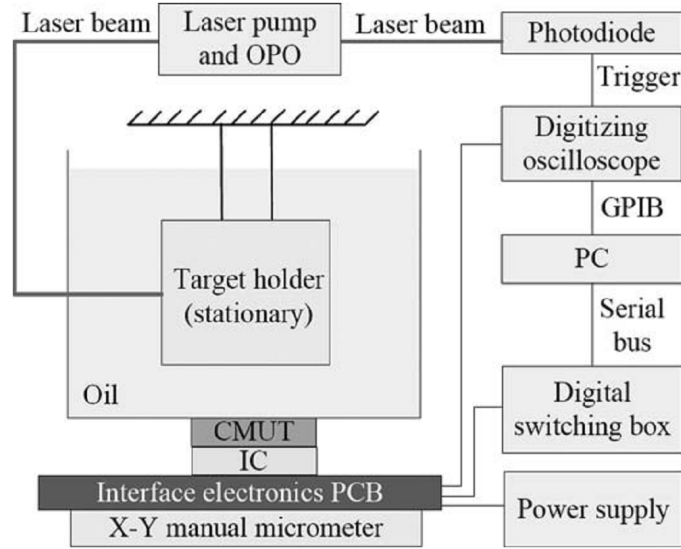 Laser beam
Laser pump
and OPO
Laser beam
Photodiode
Trigger
Digitizing
oscilloscope
GPIB
PC
Serial
bus
Digital
switching box
Power supply
Target holder
(stationary)
Oil
CMUT
IC
Interface electronics PCB
X-Y manual micrometer